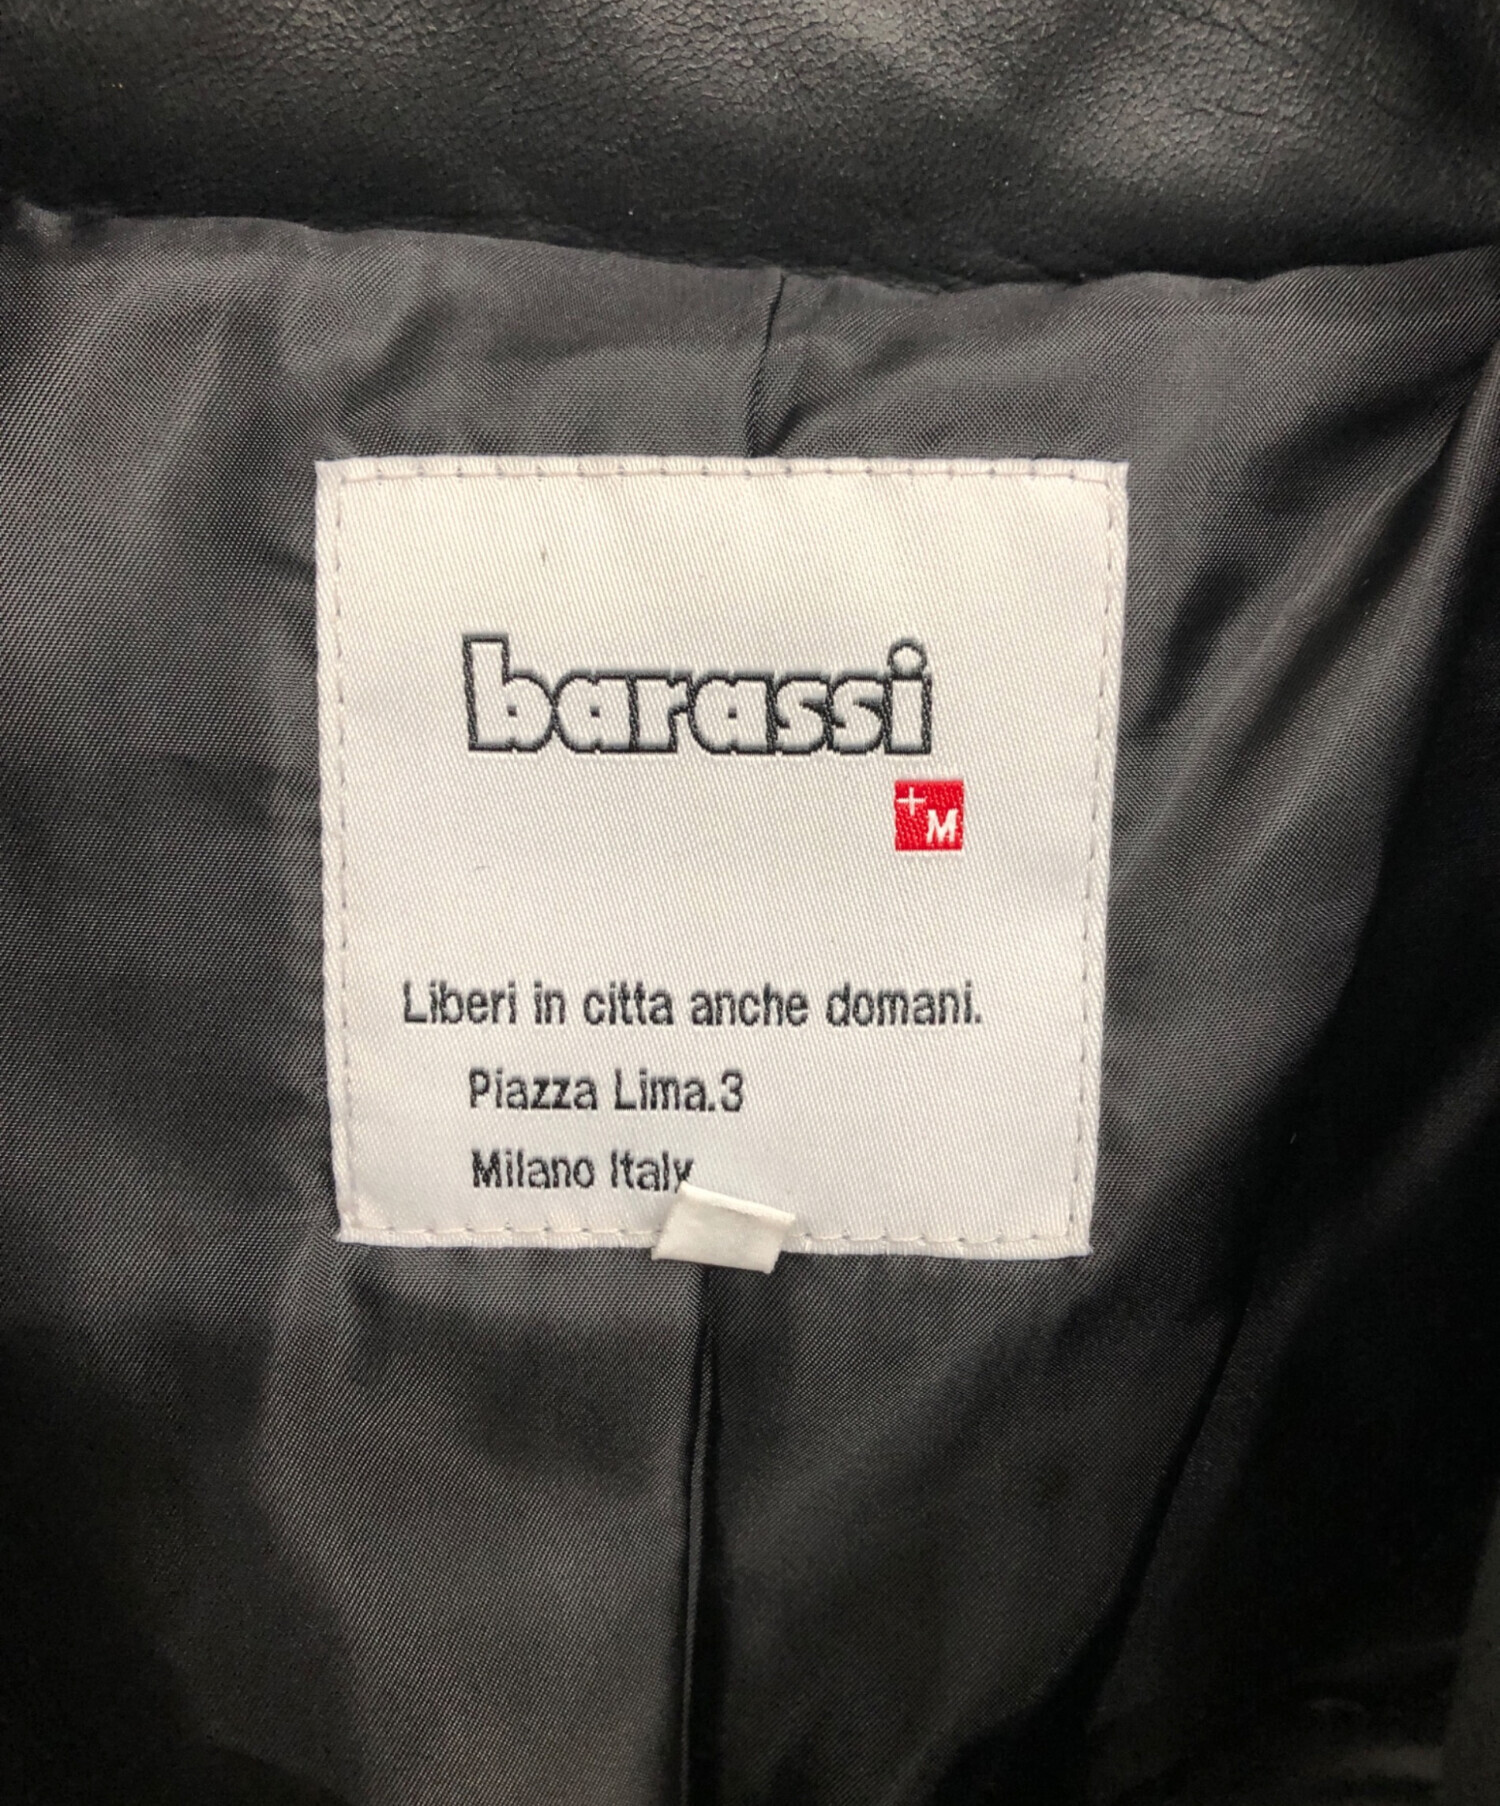 barassi
+M
Liberi in citta anche domani.
Piazza Lima.3
Milano Italy